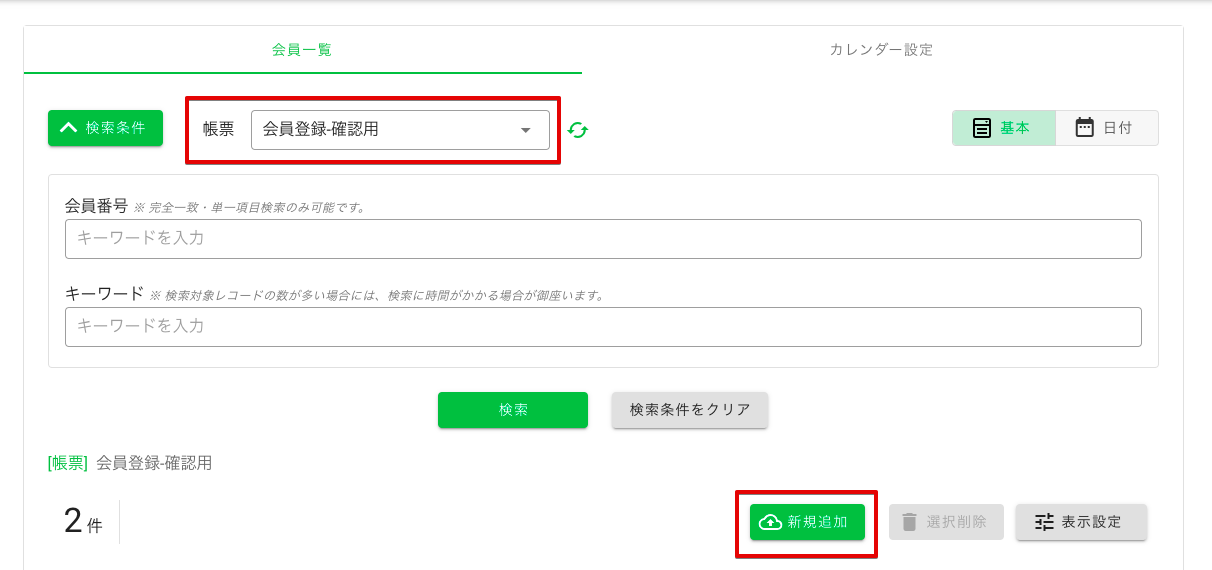 会員一覧 カレンダー設定
検索条件 帳票 会員登録-確認用 基本 日付
会員番号 ※ 完全一致・単一項目検索のみ可能です。
キーワードを入力
キーワード ※ 検索対象レコードの数が多い場合には、検索に時間がかかる場合が御座います。
キーワードを入力
検索 検索条件をクリア
[帳票] 会員登録-確認用
2 件 新規追加 選択削除 表示設定